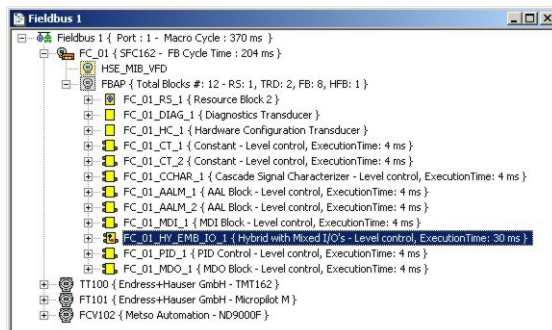 Fieldbus 1
Fieldbus 1 { Port : 1 - Macro Cycle : 370 ms }
FC_01 { SFC162 - FB Cycle Time : 204 ms }
HSE_MIB_VFD
FBAP { Total Blocks #: 12 - RS: 1, TRD: 2, FB: 8, HFB: 1 }
FC_01_RS_1 { Resource Block 2 }
FC_01_DIAG_1 { Diagnostics Transducer }
FC_01_HC_1 { Hardware Configuration Transducer }
FC_01_CT_1 { Constant - Level control, ExecutionTime: 4 ms }
FC_01_CT_2 { Constant - Level control, ExecutionTime: 4 ms }
FC_01_CCHAR_1 { Cascade Signal Characterizer - Level control, ExecutionTime: 4 ms }
FC_01_AALM_1 { AAL Block - Level control, ExecutionTime: 4 ms }
FC_01_AALM_2 { AAL Block - Level control, ExecutionTime: 4 ms }
FC_01_MDI_1 { MDI Block - Level control, ExecutionTime: 4 ms }
FC_01_HY_EMB_IO_1 { Hybrid with Mixed I/O's - Level control, ExecutionTime: 30 ms }
FC_01_PID_1 { PID Control - Level control, ExecutionTime: 4 ms }
FC_01_MDO_1 { MDO Block - Level control, ExecutionTime: 4 ms }
TT100 { Endress+Hauser GmbH - TMT162 }
FT101 { Endress+Hauser GmbH - Micropilot M }
FCV102 { Metso Automation - ND9000F }